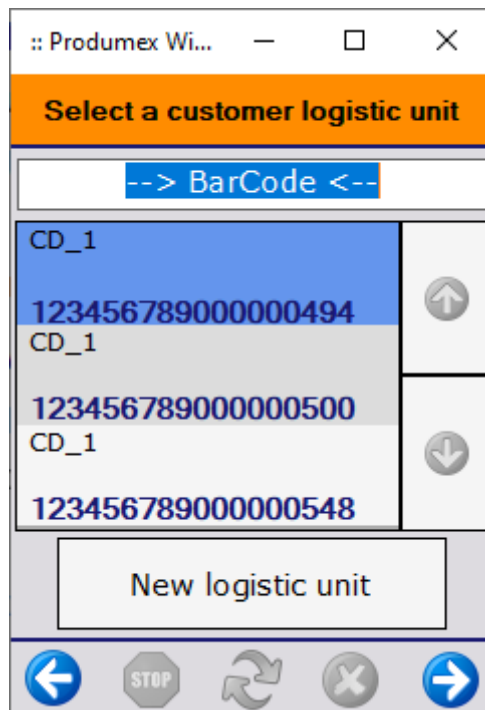 :: Produmex Wi...
Select a customer logistic unit
--> BarCode <--
CD_1
123456789000000494
CD_1
123456789000000500
CD_1
123456789000000548
New logistic unit
STOP